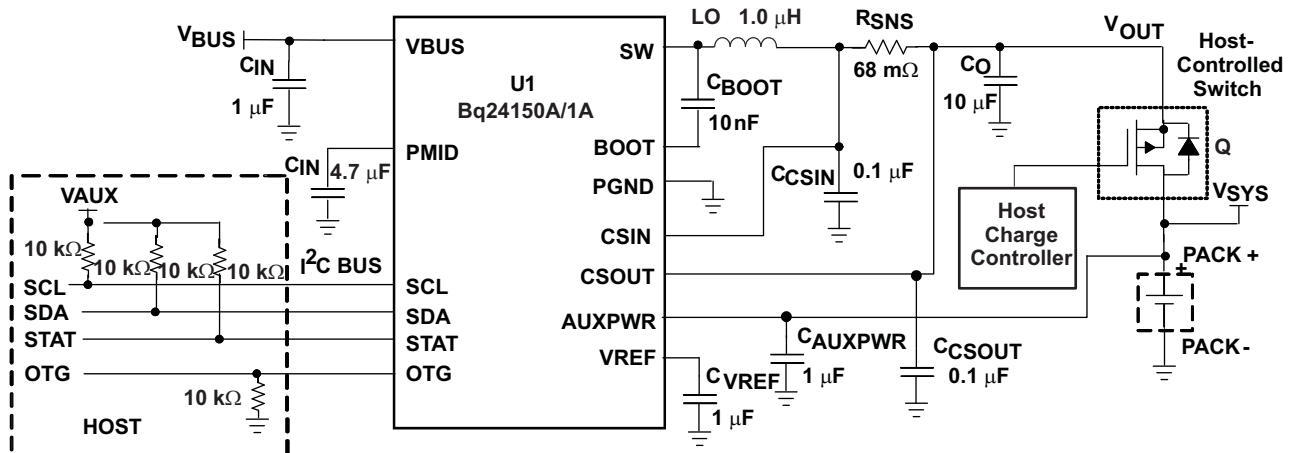 VBUS
CIN
1 μF
VBUS
U1
Bq24150A/1A
SW
LO 1.0 μH
RSNS
68 mΩ
VOUT
Host-
Controlled
Switch
CBOOT
10nF
CO
10 μF
BOOT
PMID
CIN
4.7 μF
PGND
CCSIN
0.1 μF
Q
VSYS
Host
Charge
Controller
VAUX
10 kΩ
10 kΩ
10 kΩ
I2C BUS
CSIN
CSOUT
PACK +
+
SCL
SCL
SDA
SDA
AUXPWR
STAT
STAT
VREF
CAUXPWR
1 μF
CCSOUT
0.1 μF
PACK-
OTG
OTG
CVREF
1 μF
10 kΩ
HOST